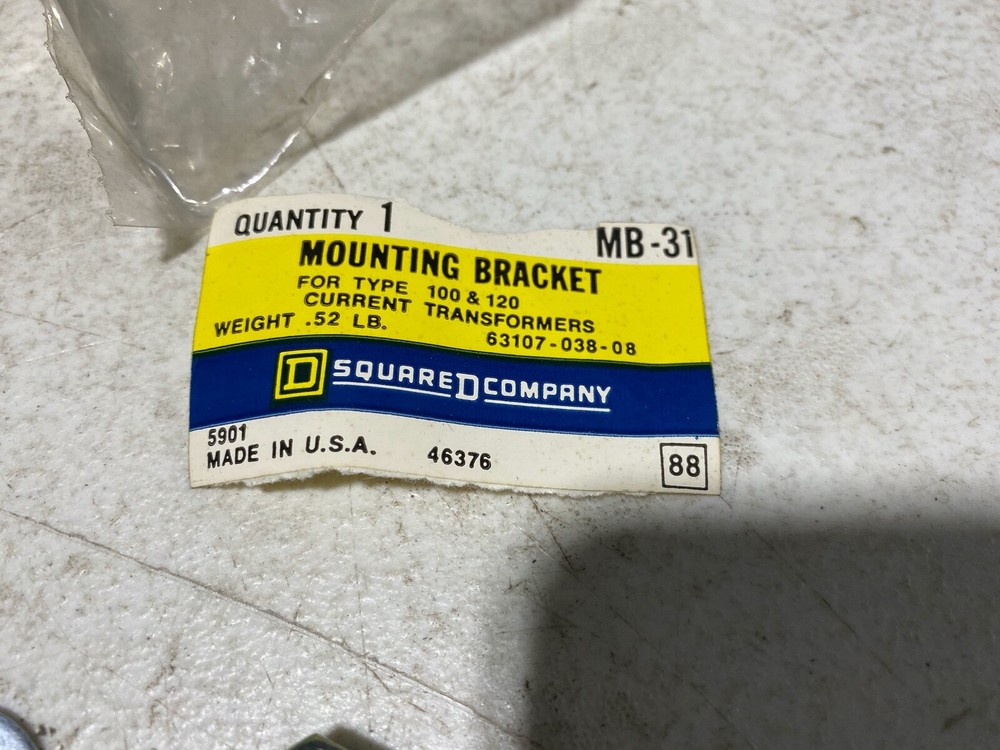 QUANTITY 1
MB-31
MOUNTING BRACKET
FOR TYPE 100 & 120
CURRENT TRANSFORMERS
WEIGHT .52 LB.
63107-038-08
D SQUARE D COMPANY
5901
MADE IN U.S.A.
46376
88